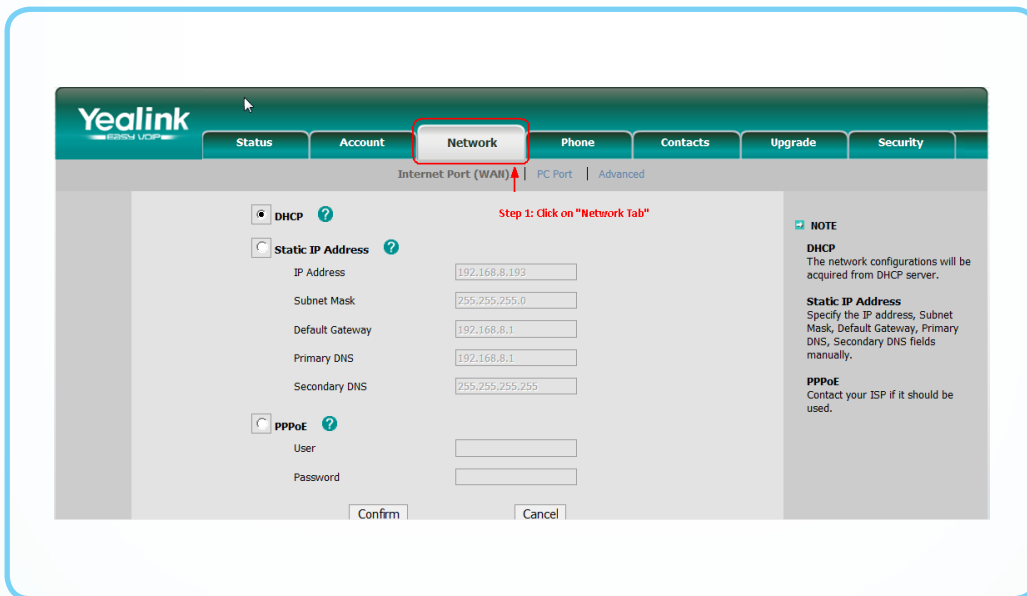 Yealink
EASY VOIP
Status Account Network Phone Contacts Upgrade Security
Internet Port (WAN) | PC Port | Advanced
Step 1: Click on "Network Tab"
DHCP ?
Static IP Address ?
IP Address 192.168.8.193
Subnet Mask 255.255.255.0
Default Gateway 192.168.8.1
Primary DNS 192.168.8.1
Secondary DNS 255.255.255.255
PPPoE ?
User
Password
Confirm Cancel
NOTE
DHCP
The network configurations will be
acquired from DHCP server.
Static IP Address
Specify the IP address, Subnet
Mask, Default Gateway, Primary
DNS, Secondary DNS fields
manually.
PPPoE
Contact your ISP if it should be
used.